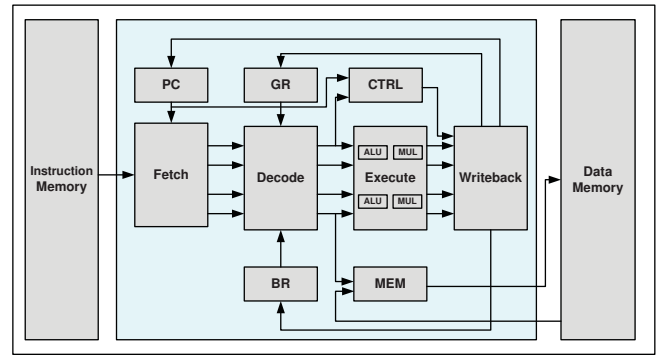 PC
GR
CTRL
Instruction
Memory
Fetch
Decode
ALU MUL
Execute
ALU MUL
Writeback
Data
Memory
BR
MEM